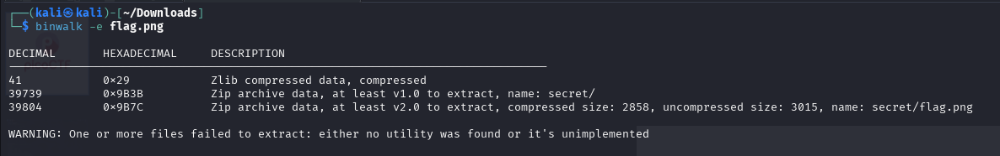 ┌──(kali㉿kali)-[~/Downloads]
└─$ binwalk -e flag.png
DECIMAL HEXADECIMAL DESCRIPTION
--------------------------------------------------------------------------------
41 0x29 Zlib compressed data, compressed
39739 0x9B3B Zip archive data, at least v1.0 to extract, name: secret/
39804 0x9B7C Zip archive data, at least v2.0 to extract, compressed size: 2858, uncompressed size: 3015, name: secret/flag.png
WARNING: One or more files failed to extract: either no utility was found or it's unimplemented